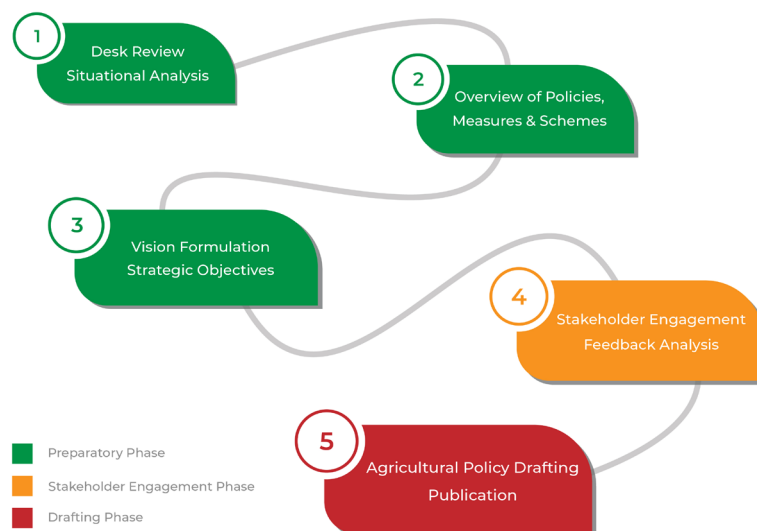 1
Desk Review
Situational Analysis
2
Overview of Policies,
Measures & Schemes
3
Vision Formulation
Strategic Objectives
4
Stakeholder Engagement
Feedback Analysis
5
Agricultural Policy Drafting
Publication
Preparatory Phase
Stakeholder Engagement Phase
Drafting Phase